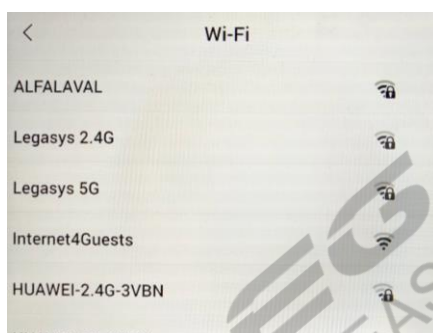 Wi-Fi
ALFALAVAL
Legasys 2.4G
Legasys 5G
Internet4Guests
HUAWEI-2.4G-3VBN